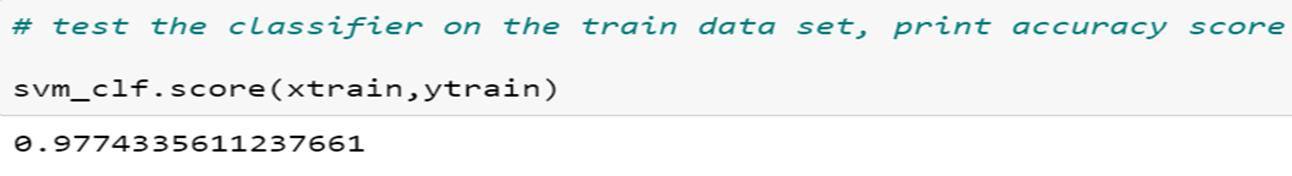 # test the classifier on the train data set, print accuracy score
svm_clf.score(xtrain,ytrain)
0.9774335611237661